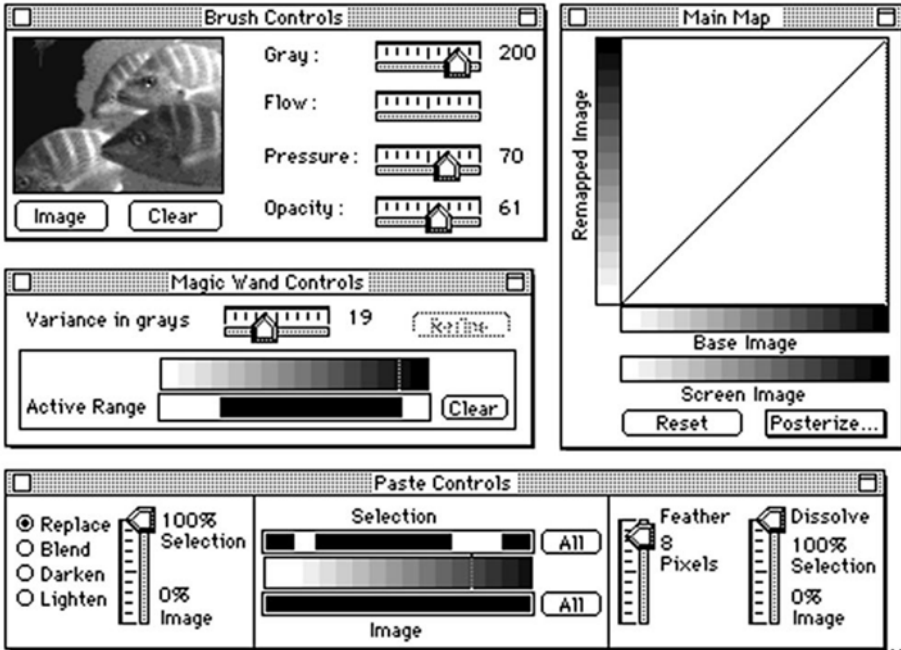 Brush Controls
Gray: 200
Flow:
Pressure: 70
Opacity: 61
Image Clear
Main Map
Remapped Image
Base Image
Screen Image
Reset Posterize...
Magic Wand Controls
Variance in grays 19 Refine
Active Range Clear
Paste Controls
Replace
Blend
Darken
Lighten
100%
Selection
0%
Image
Selection
All
All
Image
Feather
8
Pixels
Dissolve
100%
Selection
0%
Image